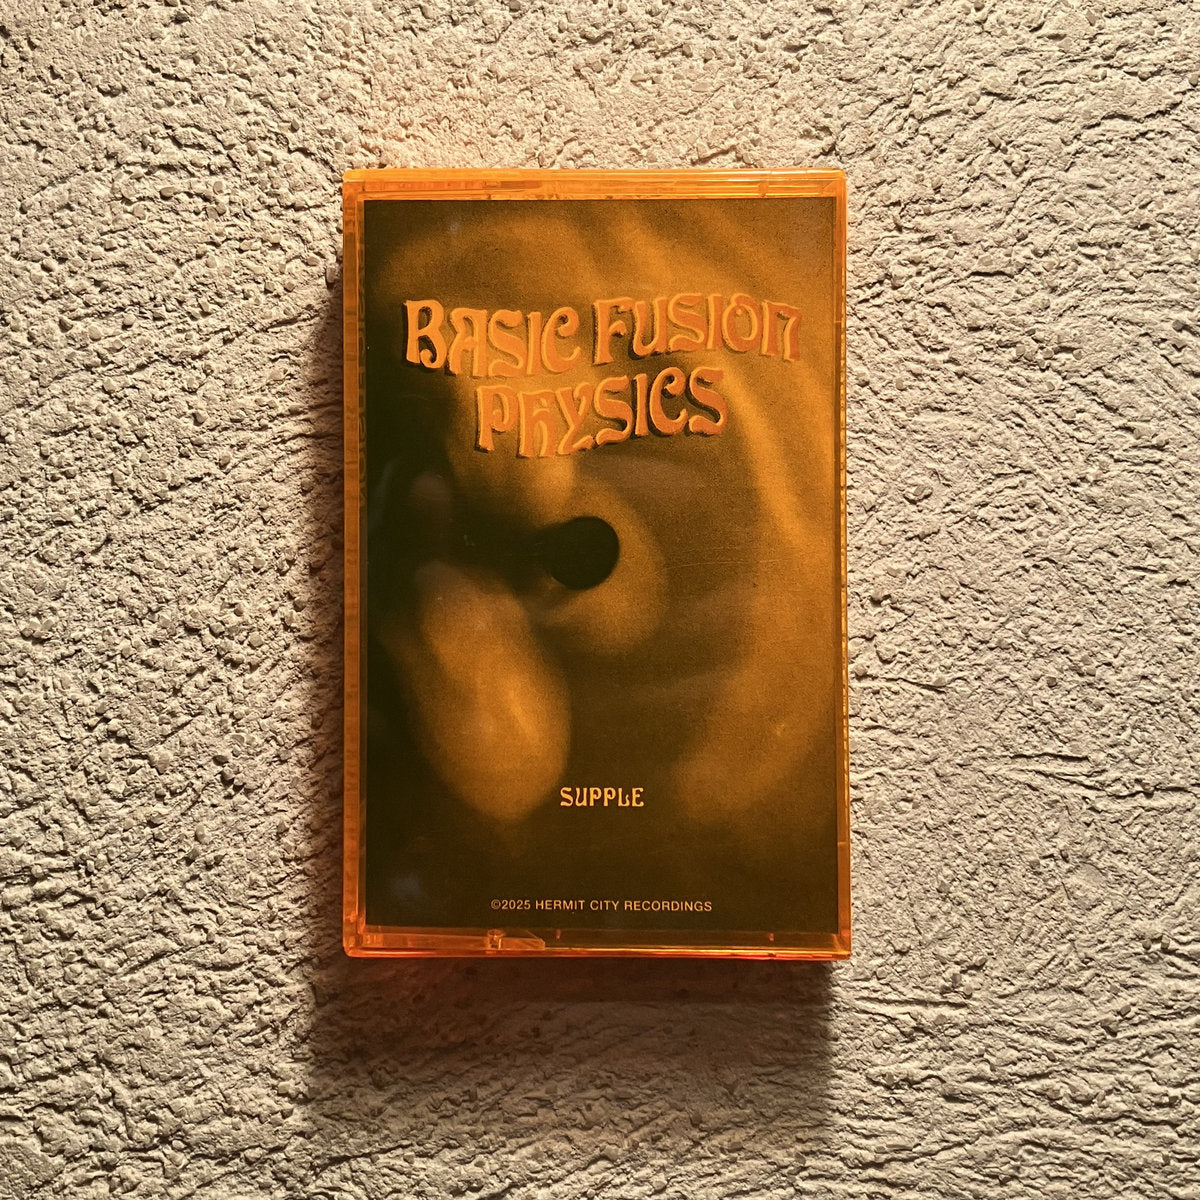 BASIC FUSION
PHYSICS
SUPPLE
©2025 HERMIT CITY RECORDINGS